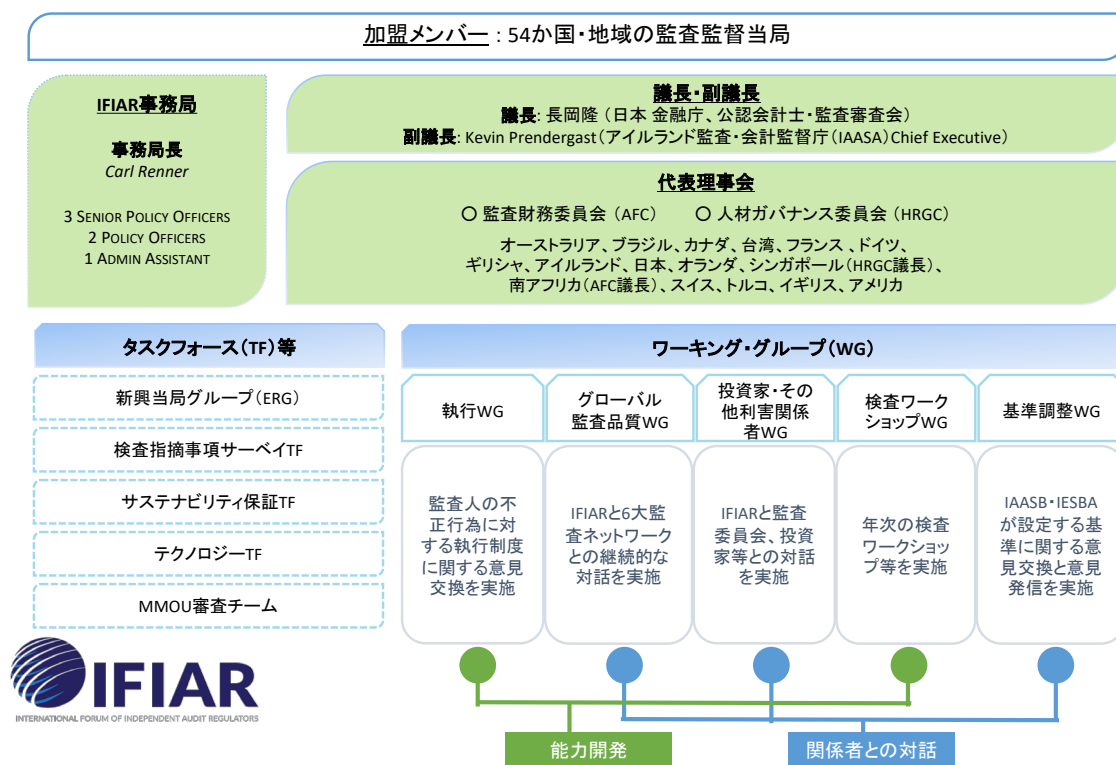 加盟メンバー : 54か国・地域の監査監督当局
IFIAR事務局
事務局長
Carl Renner
3 SENIOR POLICY OFFICERS
2 POLICY OFFICERS
1 ADMIN ASSISTANT
議長・副議長
議長: 長岡隆 (日本 金融庁、公認会計士・監査審査会)
副議長: Kevin Prendergast(アイルランド監査・会計監督庁(IAASA)Chief Executive)
代表理事会
○ 監査財務委員会 (AFC) ○ 人材ガバナンス委員会 (HRGC)
オーストラリア、ブラジル、カナダ、台湾、フランス 、ドイツ、
ギリシャ、アイルランド、日本、オランダ、シンガポール(HRGC議長)、
南アフリカ(AFC議長)、スイス、トルコ、イギリス、アメリカ
タスクフォース(TF)等
新興当局グループ(ERG)
検査指摘事項サーベイTF
サステナビリティ保証TF
テクノロジーTF
MMOU審査チーム
ワーキング・グループ(WG)
執行WG
監査人の不
正行為に対
する執行制度
に関する意見
交換を実施
グローバル
監査品質WG
IFIARと6大監
査ネットワーク
との継続的な
対話を実施
投資家・その
他利害関係
者WG
IFIARと監査
委員会、投資
家等との対話
を実施
検査ワーク
ショップWG
年次の検査
ワークショッ
プ等を実施
基準調整WG
IAASB・IESBA
が設定する基
準に関する意
見交換と意見
発信を実施
能力開発
関係者との対話
IFIAR
INTERNATIONAL FORUM OF INDEPENDENT AUDIT REGULATORS